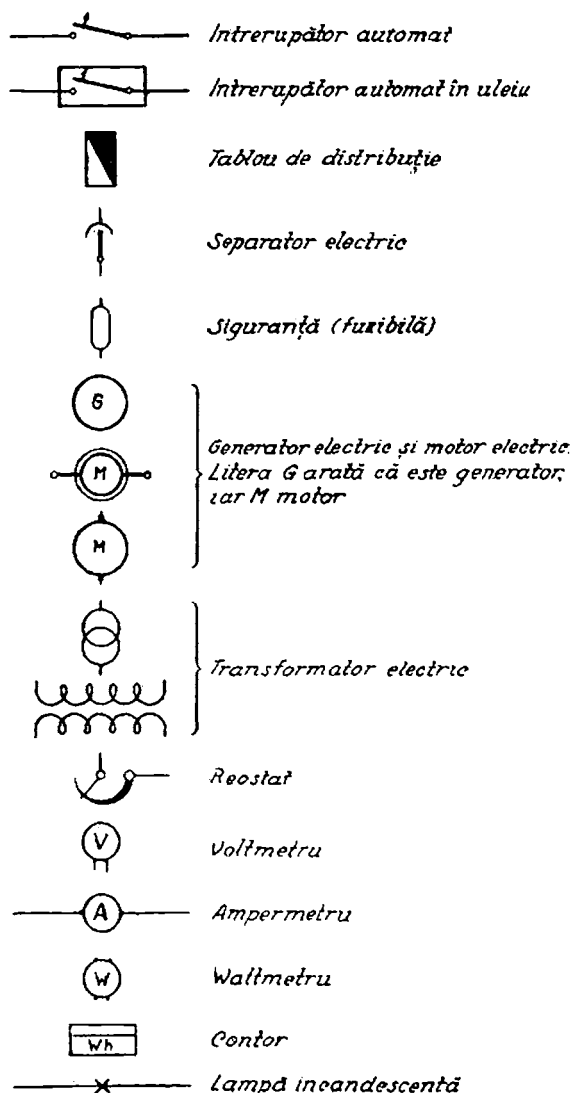 Intrerupător automat
Intrerupător automat în uleiu
Tablou de distribuție
Separator electric
Siguranță (fuzibilă)
G
M
M
Generator electric și motor electric.
Litera G arată că este generator,
iar M motor
Transformator electric
Reostat
V Voltmetru
A Ampermetru
W Wattmetru
Wh Contor
Lampă incandescentă